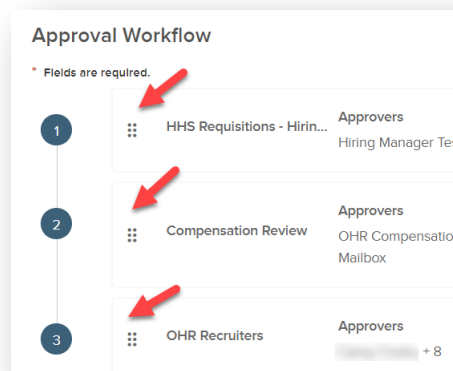 Approval Workflow
* Fields are required.
1
HHS Requisitions - Hirin...
Approvers
Hiring Manager Tes
2
Compensation Review
Approvers
OHR Compensatio
Mailbox
3
OHR Recruiters
Approvers
+ 8